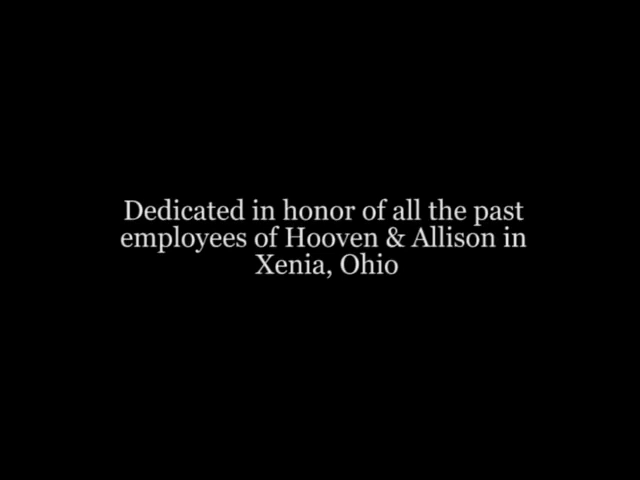 Dedicated in honor of all the past
employees of Hooven & Allison in
Xenia, Ohio